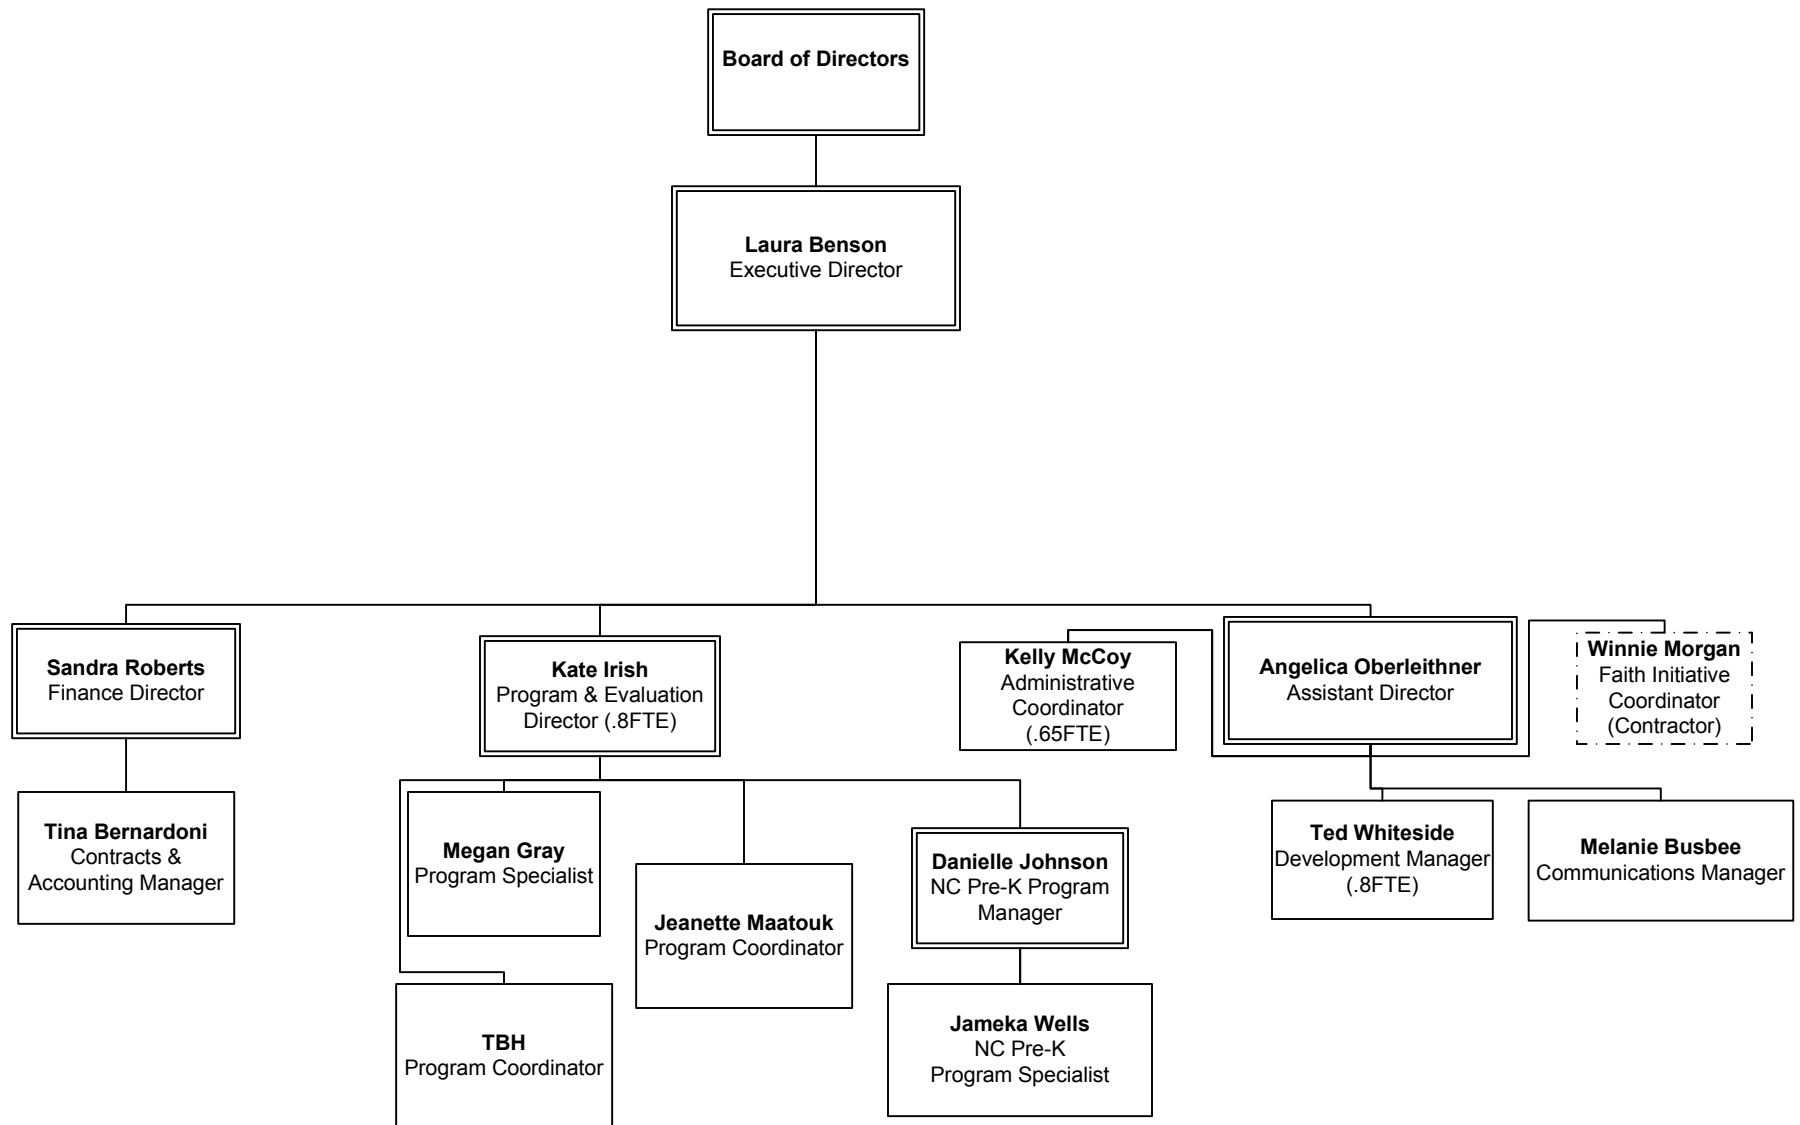 Board of Directors
Laura Benson
Executive Director
Sandra Roberts
Finance Director
Kate Irish
Program & Evaluation
Director (.8FTE)
Kelly McCoy
Administrative
Coordinator
(.65FTE)
Angelica Oberleithner
Assistant Director
Winnie Morgan
Faith Initiative
Coordinator
(Contractor)
Tina Bernardoni
Contracts &
Accounting Manager
Megan Gray
Program Specialist
Jeanette Maatouk
Program Coordinator
Danielle Johnson
NC Pre-K Program
Manager
Ted Whiteside
Development Manager
(.8FTE)
Melanie Busbee
Communications Manager
TBH
Program Coordinator
Jameka Wells
NC Pre-K
Program Specialist